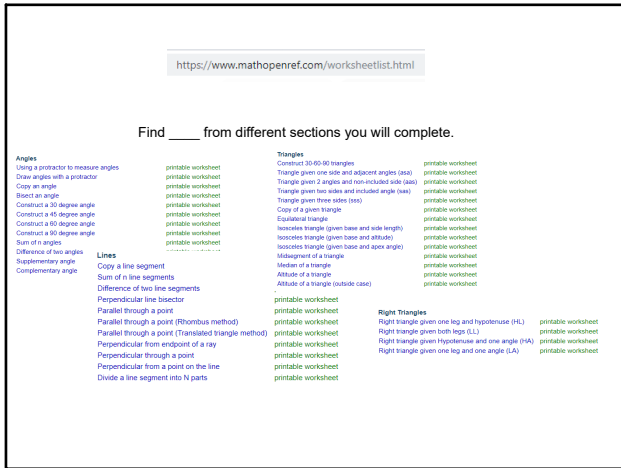 https://www.mathopenref.com/worksheetlist.html
Find ____ from different sections you will complete.
Angles
Using a protractor to measure angles printable worksheet
Draw angles with a protractor printable worksheet
Copy an angle printable worksheet
Bisect an angle printable worksheet
Construct a 30 degree angle printable worksheet
Construct a 45 degree angle printable worksheet
Construct a 60 degree angle printable worksheet
Construct a 90 degree angle printable worksheet
Sum of n angles printable worksheet
Difference of two angles
Supplementary angle
Complementary angle
Triangles
Construct 30-60-90 triangles printable worksheet
Triangle given one side and adjacent angles (asa) printable worksheet
Triangle given 2 angles and non-included side (aas) printable worksheet
Triangle given two sides and included angle (sas) printable worksheet
Triangle given three sides (sss) printable worksheet
Copy of a given triangle printable worksheet
Equilateral triangle printable worksheet
Isosceles triangle (given base and side length) printable worksheet
Isosceles triangle (given base and altitude) printable worksheet
Isosceles triangle (given base and apex angle) printable worksheet
Midsegment of a triangle printable worksheet
Median of a triangle printable worksheet
Altitude of a triangle printable worksheet
Altitude of a triangle (outside case) printable worksheet
Lines
Copy a line segment
Sum of n line segments
Difference of two line segments
Perpendicular line bisector printable worksheet
Parallel through a point printable worksheet
Parallel through a point (Rhombus method) printable worksheet
Parallel through a point (Translated triangle method) printable worksheet
Perpendicular from endpoint of a ray printable worksheet
Perpendicular through a point printable worksheet
Perpendicular from a point on the line printable worksheet
Divide a line segment into N parts printable worksheet
Right Triangles
Right triangle given one leg and hypotenuse (HL) printable worksheet
Right triangle given both legs (LL) printable worksheet
Right triangle given Hypotenuse and one angle (HA) printable worksheet
Right triangle given one leg and one angle (LA) printable worksheet